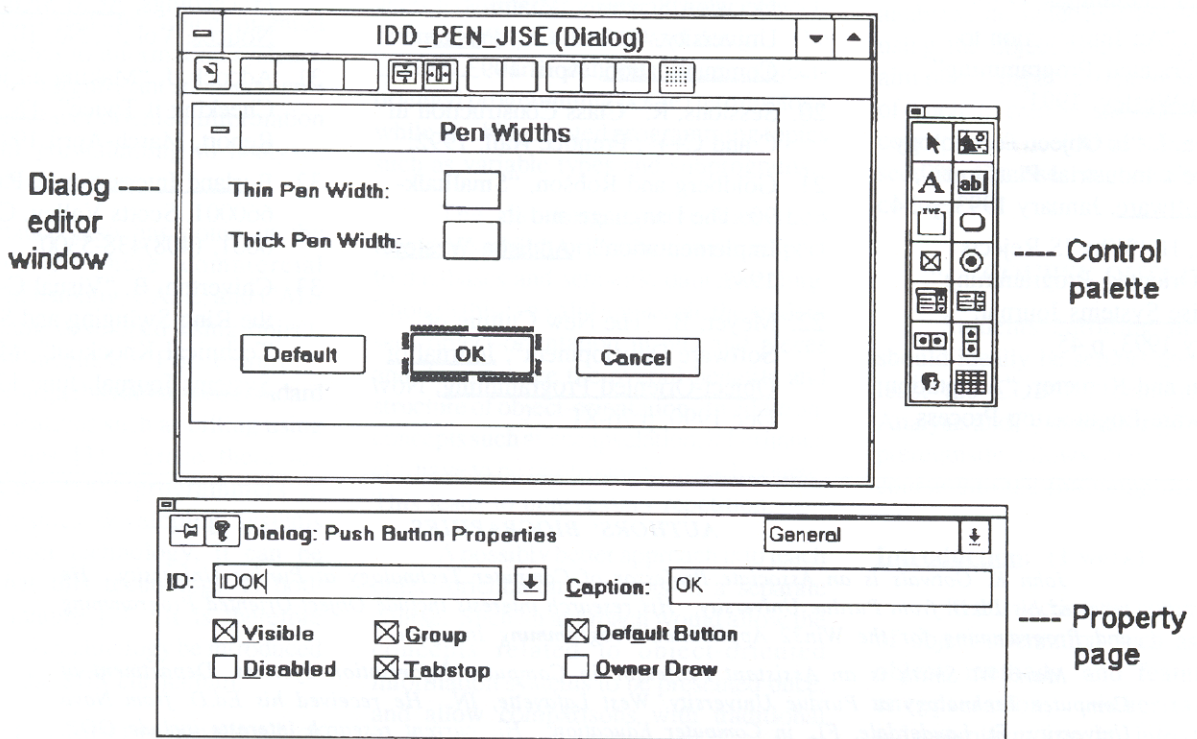 IDD_PEN_JISE (Dialog)
Pen Widths
Thin Pen Width:
Thick Pen Width:
Default
OK
Cancel
Dialog
editor
window
A
ab
XYZ
Control
palette
Dialog: Push Button Properties
General
ID:
IDOK
Caption:
OK
Visible
Group
Default Button
Disabled
Tabstop
Owner Draw
Property
page